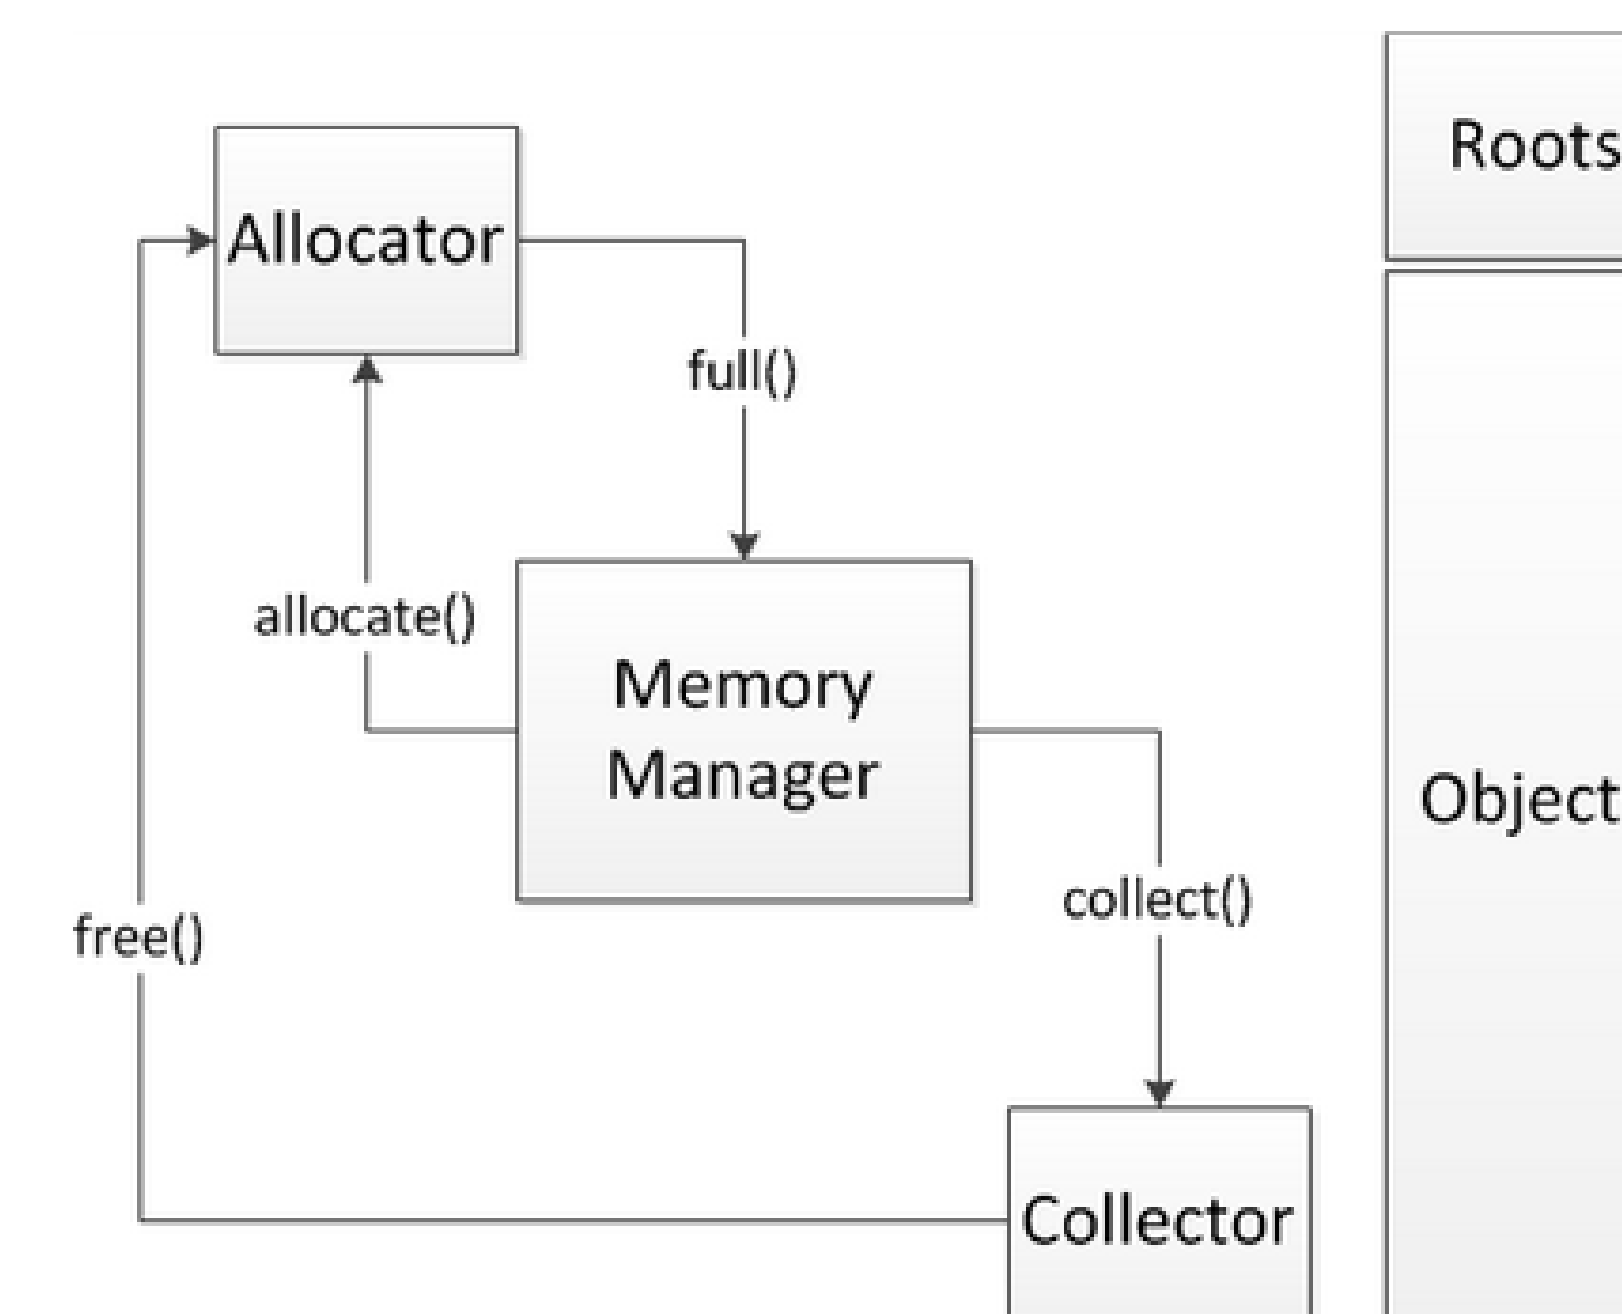 Roots
Allocator
full()
allocate()
Memory
Manager
Object
collect()
free()
Collector